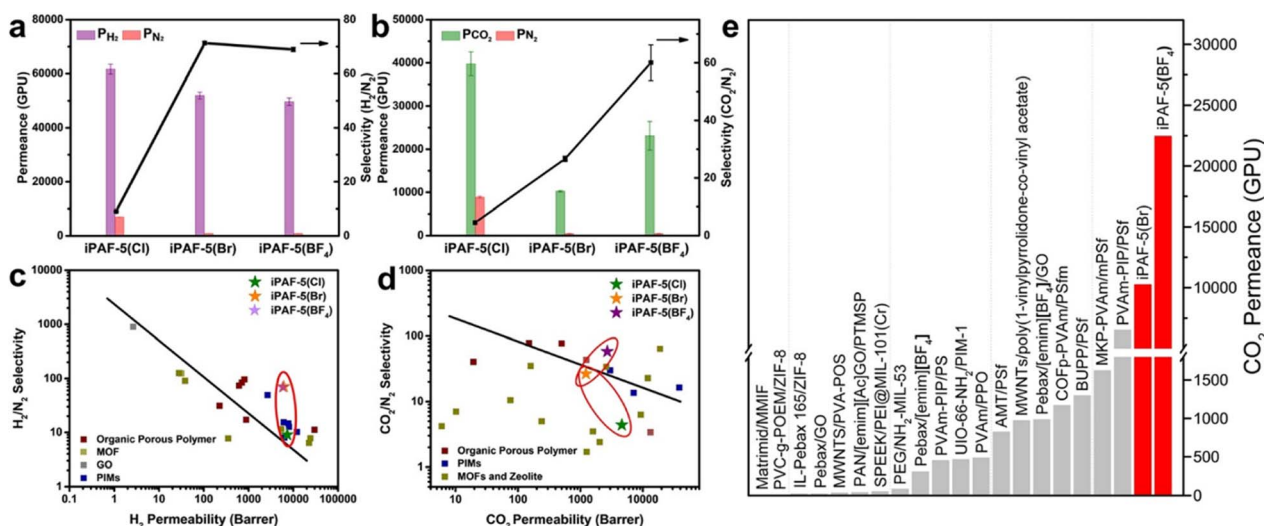 a
P_H₂
P_N₂
80000
60000
40000
20000
0
Permeance (GPU)
80
60
40
20
0
Selectivity (H₂/N₂)
iPAF-5(Cl)
iPAF-5(Br)
iPAF-5(BF₄)
b
PCO₂
PN₂
50000
40000
30000
20000
10000
0
Permeance (GPU)
80
60
40
20
0
Selectivity (CO₂/N₂)
iPAF-5(Cl)
iPAF-5(Br)
iPAF-5(BF₄)
c
10000
1000
100
10
1
H₂/N₂ Selectivity
iPAF-5(Cl)
iPAF-5(Br)
iPAF-5(BF₄)
Organic Porous Polymer
MOF
GO
PIMs
0.1
1
10
100
1000
10000
100000
H₂ Permeability (Barrer)
d
1000
100
10
1
CO₂/N₂ Selectivity
iPAF-5(Cl)
iPAF-5(Br)
iPAF-5(BF₄)
Organic Porous Polymer
PIMs
MOFs and Zeolite
10
100
1000
10000
CO₂ Permeability (Barrer)
e
Matrimid/MMIF
PVC-g-POEM/ZIF-8
IL-Pebax 165/ZIF-8
Pebax/GO
MWNTS/PVA-POS
PAN/[emim][Ac]GO/PTMSP
SPEEK/PEI@MIL-101(Cr)
PEG/NH₂-MIL-53
Pebax/[emim][BF₄]
PVAm-PIP/PS
UIO-66-NH₂/PIM-1
PVAm/PPO
AMT/PSf
MWNTs/poly(1-vinylpyrrolidone-co-vinyl acetate)
Pebax/[emim][BF₄]/GO
COFp-PVAm/PSfm
BUPP/PSf
MKP-PVAm/mPSf
PVAm-PIP/PSf
iPAF-5(Br)
iPAF-5(BF₄)
30000
25000
20000
15000
10000
1500
1000
500
0
CO₂ Permeance (GPU)